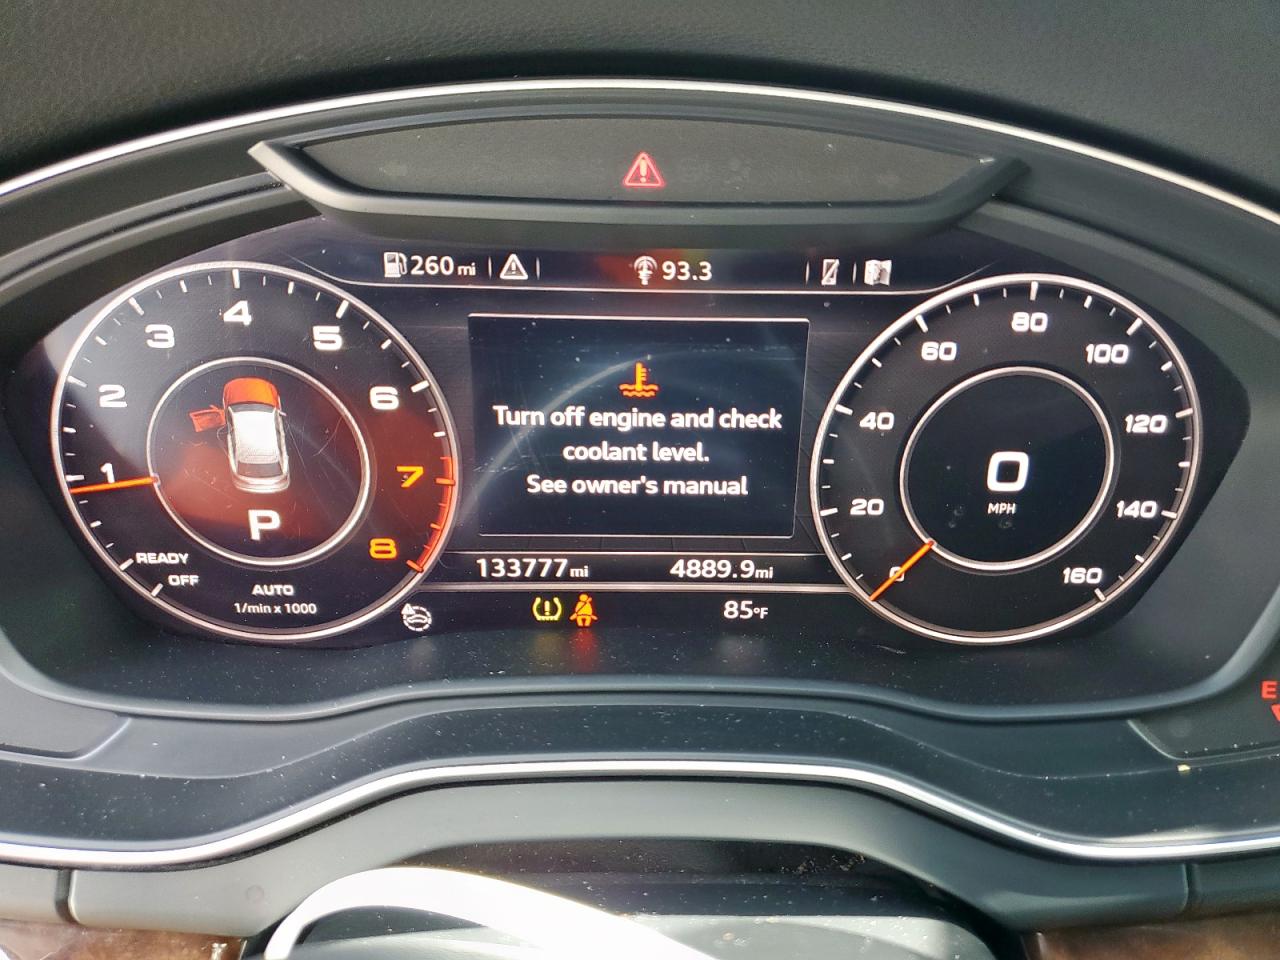 260 mi
93.3
Turn off engine and check
coolant level.
See owner's manual
1
2
3
4
5
6
7
8
P
READY
OFF
AUTO
1/min x 1000
0
20
40
60
80
100
120
140
160
0
MPH
133777 mi
4889.9 mi
85°F
E